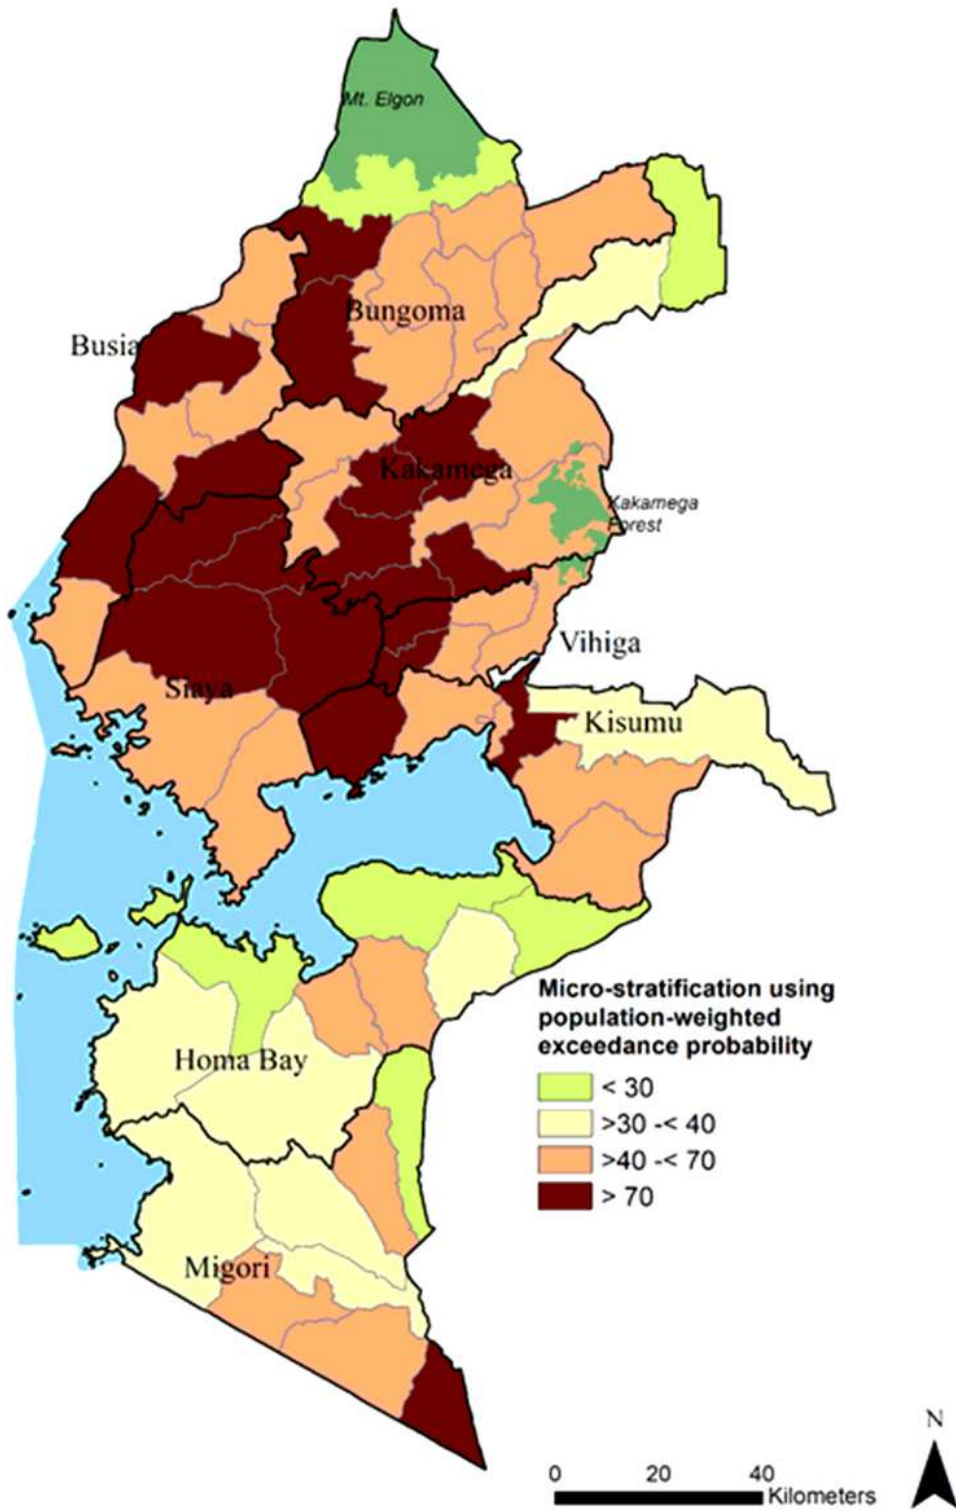 Mt. Elgon
Bungoma
Busia
Kakamega
Kakamega
Forest
Vihiga
Siaya
Kisumu
Micro-stratification using
population-weighted
exceedance probability
< 30
>30 -< 40
>40 -< 70
> 70
Homa Bay
Migori
N
0 20 40
Kilometers